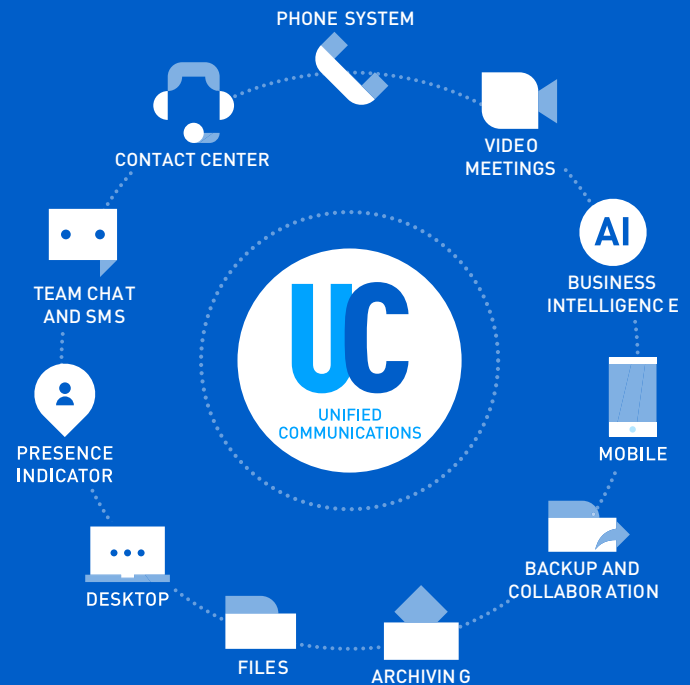 PHONE SYSTEM
CONTACT CENTER
VIDEO
MEETINGS
AI
BUSINESS
INTELLIGENCE
TEAM CHAT
AND SMS
UC
UNIFIED
COMMUNICATIONS
PRESENCE
INDICATOR
MOBILE
DESKTOP
BACKUP AND
COLLABORATION
FILES
ARCHIVING